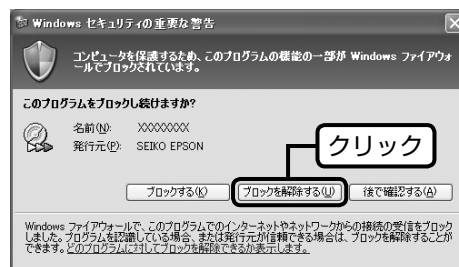 Windows セキュリティの重要な警告
コンピュータを保護するため、このプログラムの機能の一部が Windows ファイアウォ
ールでブロックされています。
このプログラムをブロックし続けますか?
名前(N): XXXXXXXX
発行元(P): SEIKO EPSON
クリック
ブロックする(K) ブロックを解除する(U) 後で確認する(A)
Windows ファイアウォールで、このプログラムでのインターネットやネットワークからの接続の受信をブロック
しました。プログラムを認識している場合、または発行元が信頼できる場合は、ブロックを解除することが
できます。どのプログラムに対してブロックを解除できるか表示します。